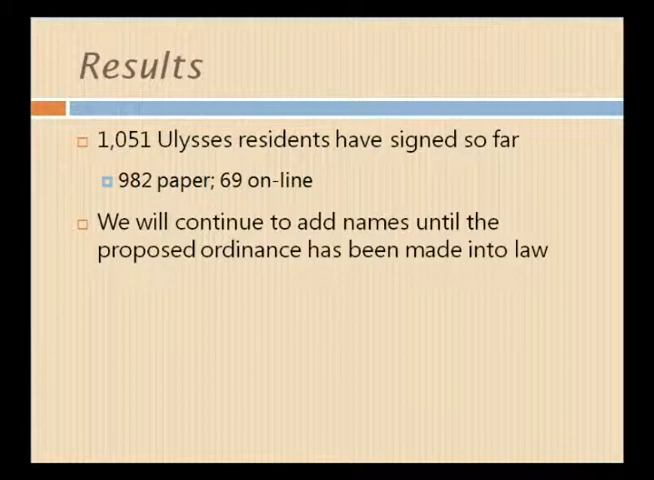 Results
1,051 Ulysses residents have signed so far
982 paper; 69 on-line
We will continue to add names until the
proposed ordinance has been made into law